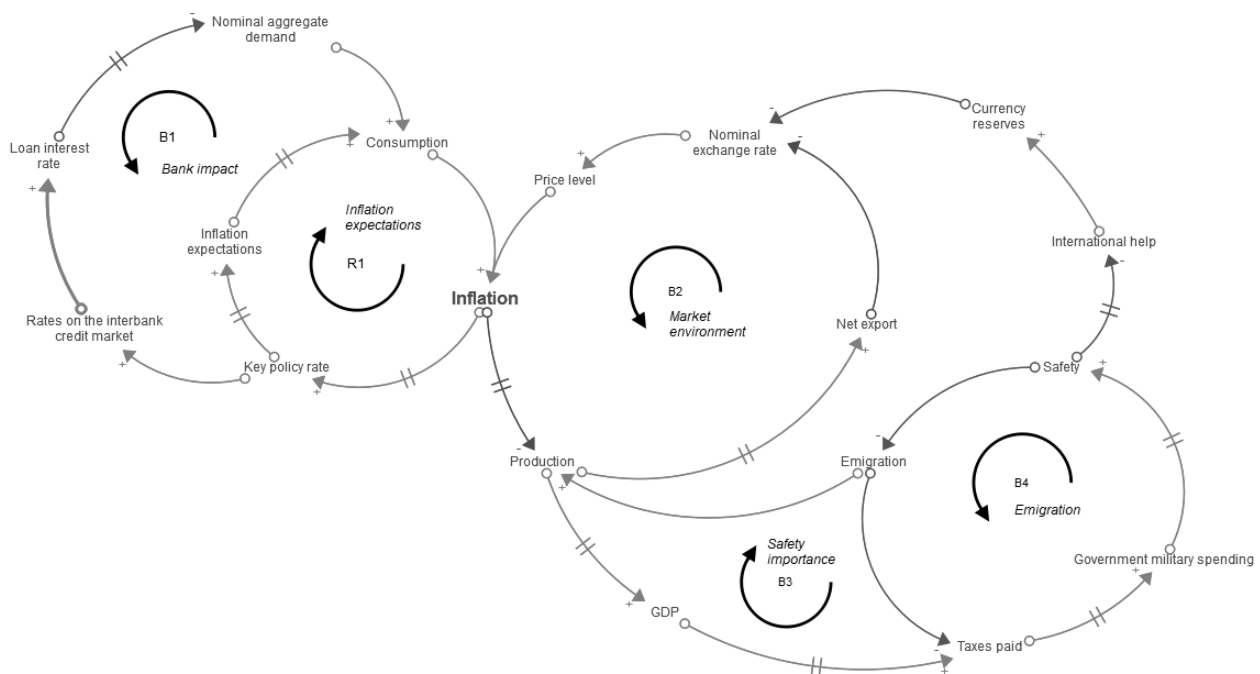 Nominal aggregate
demand
-
B1
Bank impact
Loan interest
rate
+
+
Consumption
+
Inflation
expectations
R1
Inflation
expectations
+
Rates on the interbank
credit market
+
Key policy rate
+
Price level
+
+
Inflation
Nominal
exchange rate
-
-
Currency
reserves
+
International help
-
B2
Market
environment
Net export
+
Safety
+
-
Production
-
+
Emigration
B4
Emigration
Safety
importance
B3
Government military spending
+
GDP
+
Taxes paid
-
+